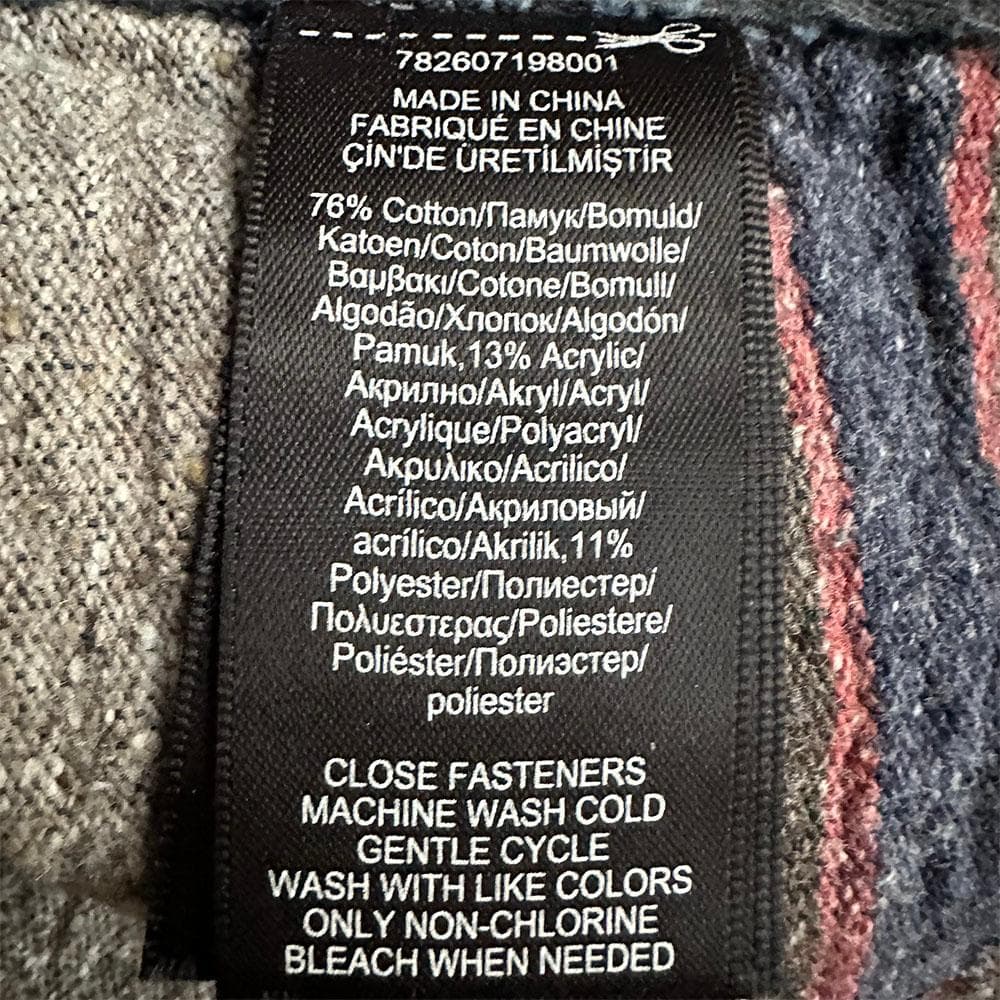 782607198001
MADE IN CHINA
FABRIQUÉ EN CHINE
ÇİN'DE ÜRETİLMİŞTİR
76% Cotton/Памук/Bomuld/
Katoen/Coton/Baumwolle/
Βαμβακι/Cotone/Bomull/
Algodão/Хлопок/Algodón/
Pamuk,13% Acrylic/
Акрилно/Akryl/Acryl/
Acrylique/Polyacryl/
Ακρυλικο/Acrilico/
Acrílico/Акриловый/
acrílico/Akrilik,11%
Polyester/Полиестер/
Πολυεστερας/Poliestere/
Poliéster/Полиэстер/
poliester
CLOSE FASTENERS
MACHINE WASH COLD
GENTLE CYCLE
WASH WITH LIKE COLORS
ONLY NON-CHLORINE
BLEACH WHEN NEEDED